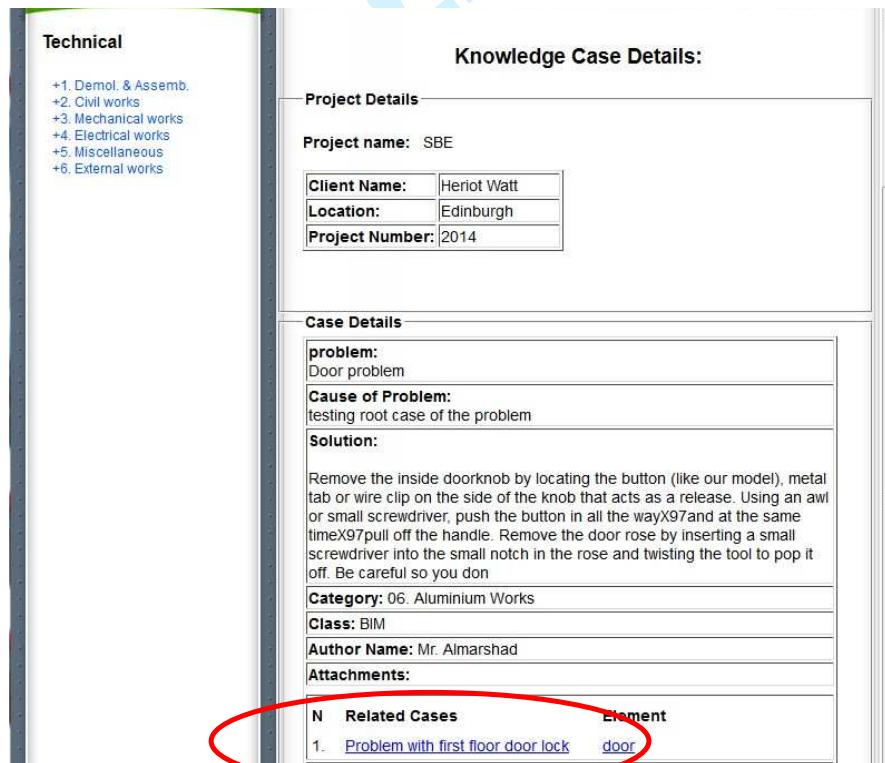 Technical
+1. Demol. & Assemb.
+2. Civil works
+3. Mechanical works
+4. Electrical works
+5. Miscellaneous
+6. External works
Knowledge Case Details:
Project Details
Project name: SBE
Client Name: Heriot Watt
Location: Edinburgh
Project Number: 2014
Case Details
problem:
Door problem
Cause of Problem:
testing root case of the problem
Solution:
Remove the inside doorknob by locating the button (like our model), metal
tab or wire clip on the side of the knob that acts as a release. Using an awl
or small screwdriver, push the button in all the wayX97and at the same
timeX97pull off the handle. Remove the door rose by inserting a small
screwdriver into the small notch in the rose and twisting the tool to pop it
off. Be careful so you don
Category: 06. Aluminium Works
Class: BIM
Author Name: Mr. Almarshad
Attachments:
N Related Cases Element
1. Problem with first floor door lock door